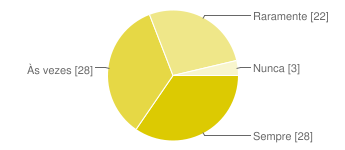 Raramente [22]
Às vezes [28]
Nunca [3]
Sempre [28]